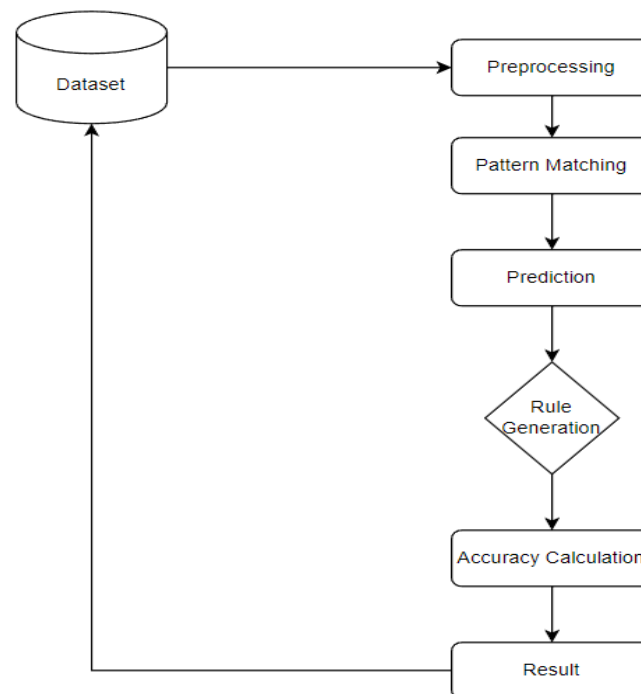 Dataset
Preprocessing
Pattern Matching
Prediction
Rule
Generation
Accuracy Calculation
Result